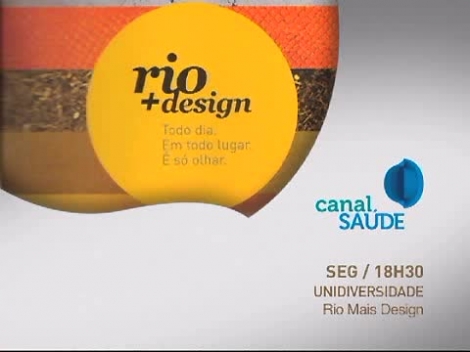 rio
+design
Todo dia.
Em todo lugar.
É só olhar.
canal
SAÚDE
SEG / 18H30
UNIDIVERSIDADE
Rio Mais Design